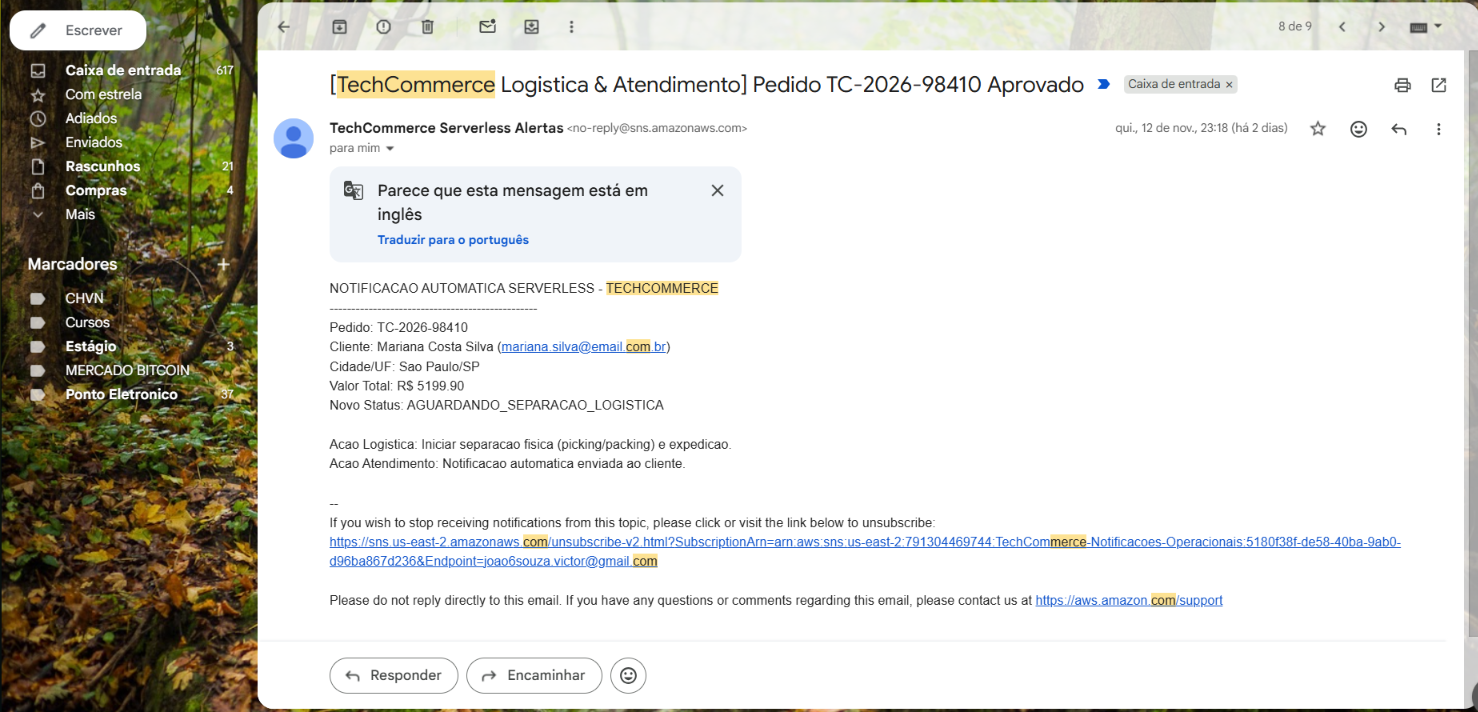 Escrever
Caixa de entrada 617
Com estrela
Adiados
Enviados
Rascunhos 21
Compras 4
Mais
Marcadores +
CHVN
Cursos
Estágio 3
MERCADO BITCOIN
Ponto Eletronico 37
8 de 9
[TechCommerce Logistica & Atendimento] Pedido TC-2026-98410 Aprovado
Caixa de entrada ×
TechCommerce Serverless Alertas <no-reply@sns.amazonaws.com>
qui., 12 de nov., 23:18 (há 2 dias)
para mim
Parece que esta mensagem está em
inglês
Traduzir para o português
NOTIFICACAO AUTOMATICA SERVERLESS - TECHCOMMERCE
------------------------------------------------
Pedido: TC-2026-98410
Cliente: Mariana Costa Silva (mariana.silva@email.com.br)
Cidade/UF: Sao Paulo/SP
Valor Total: R$ 5199.90
Novo Status: AGUARDANDO_SEPARACAO_LOGISTICA
Acao Logistica: Iniciar separacao fisica (picking/packing) e expedicao.
Acao Atendimento: Notificacao automatica enviada ao cliente.
--
If you wish to stop receiving notifications from this topic, please click or visit the link below to unsubscribe:
https://sns.us-east-2.amazonaws.com/unsubscribe-v2.html?SubscriptionArn=arn:aws:sns:us-east-2:791304469744:TechCommerce-Notificacoes-Operacionais:5180f38f-de58-40ba-9ab0-
d96ba867d236&Endpoint=joao6souza.victor@gmail.com
Please do not reply directly to this email. If you have any questions or comments regarding this email, please contact us at https://aws.amazon.com/support
Responder
Encaminhar